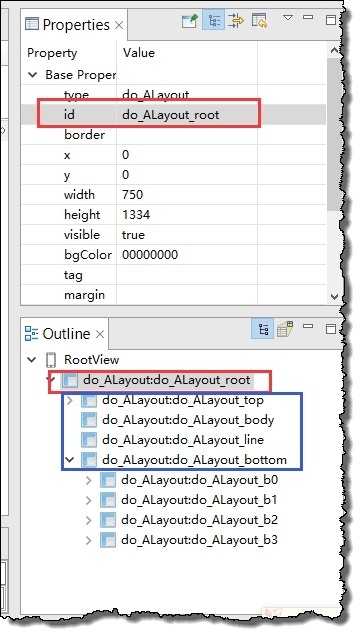 Properties
Property Value
Base Proper
type do_ALayout
id do_ALayout_root
border
x 0
y 0
width 750
height 1334
visible true
bgColor 00000000
tag
margin
Outline
RootView
do_ALayout:do_ALayout_root
do_ALayout:do_ALayout_top
do_ALayout:do_ALayout_body
do_ALayout:do_ALayout_line
do_ALayout:do_ALayout_bottom
do_ALayout:do_ALayout_b0
do_ALayout:do_ALayout_b1
do_ALayout:do_ALayout_b2
do_ALayout:do_ALayout_b3